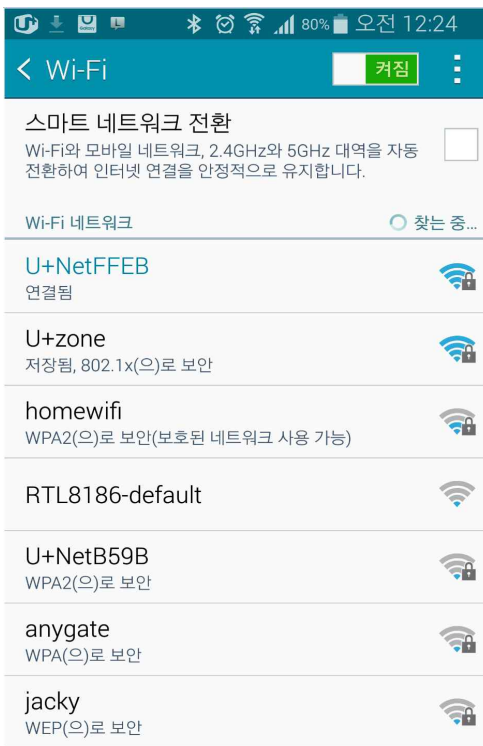 80% 오전 12:24
Wi-Fi 켜짐
스마트 네트워크 전환
Wi-Fi와 모바일 네트워크, 2.4GHz와 5GHz 대역을 자동
전환하여 인터넷 연결을 안정적으로 유지합니다.
Wi-Fi 네트워크 찾는 중...
U+NetFFEB
연결됨
U+zone
저장됨, 802.1x(으)로 보안
homewifi
WPA2(으)로 보안(보호된 네트워크 사용 가능)
RTL8186-default
U+NetB59B
WPA2(으)로 보안
anygate
WPA(으)로 보안
jacky
WEP(으)로 보안